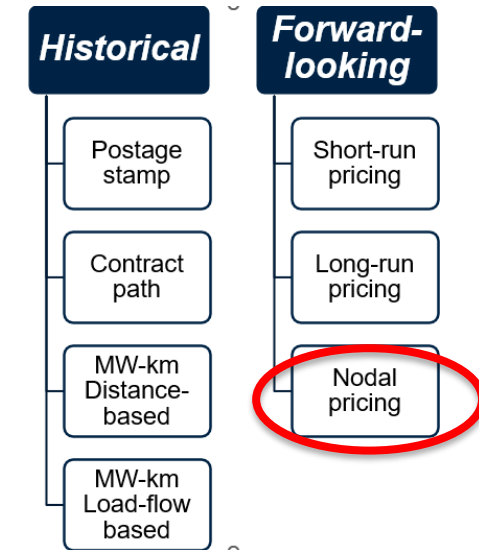 Historical
Postage
stamp
Contract
path
MW-km
Distance-
based
MW-km
Load-flow
based
Forward-
looking
Short-run
pricing
Long-run
pricing
Nodal
pricing